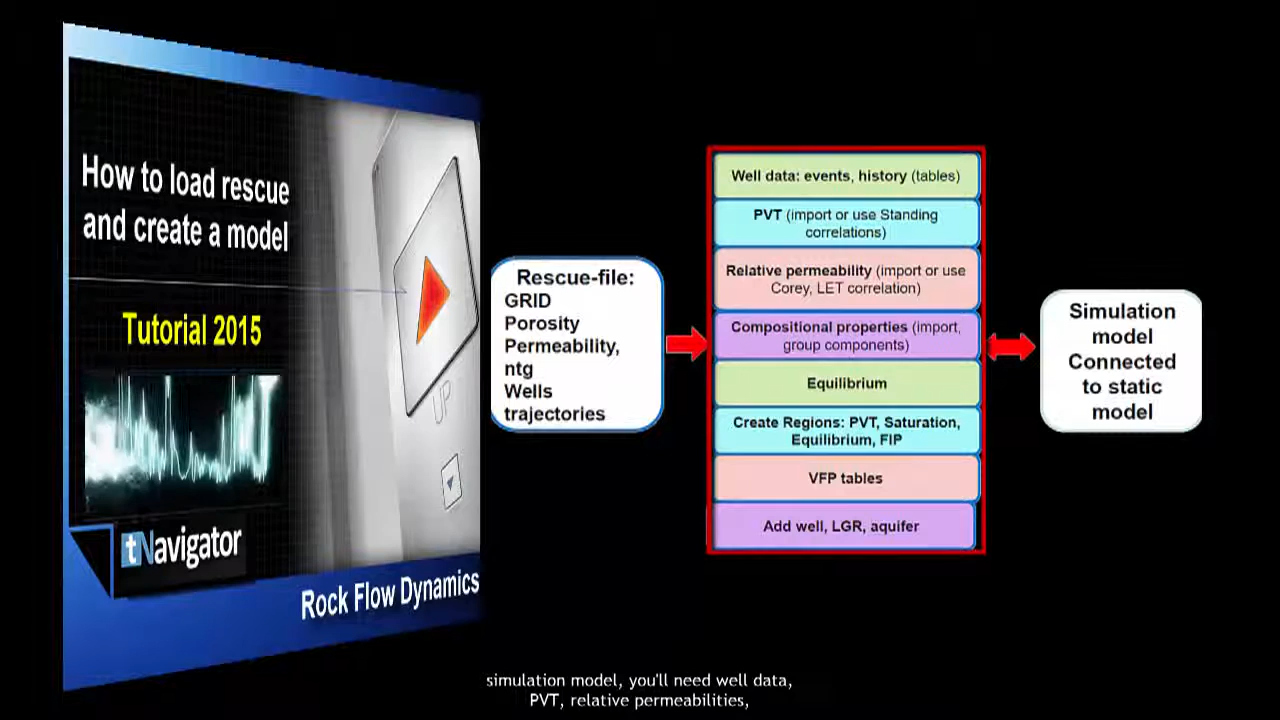 How to load rescue
and create a model
Tutorial 2015
UP
tNavigator
Rock Flow Dynamics
Rescue-file:
GRID
Porosity
Permeability,
ntg
Wells
trajectories
Well data: events, history (tables)
PVT (import or use Standing
correlations)
Relative permeability (import or use
Corey, LET correlation)
Compositional properties (import,
group components)
Equilibrium
Create Regions: PVT, Saturation,
Equilibrium, FIP
VFP tables
Add well, LGR, aquifer
Simulation
model
Connected
to static
model
simulation model, you'll need well data,
PVT, relative permeabilities,